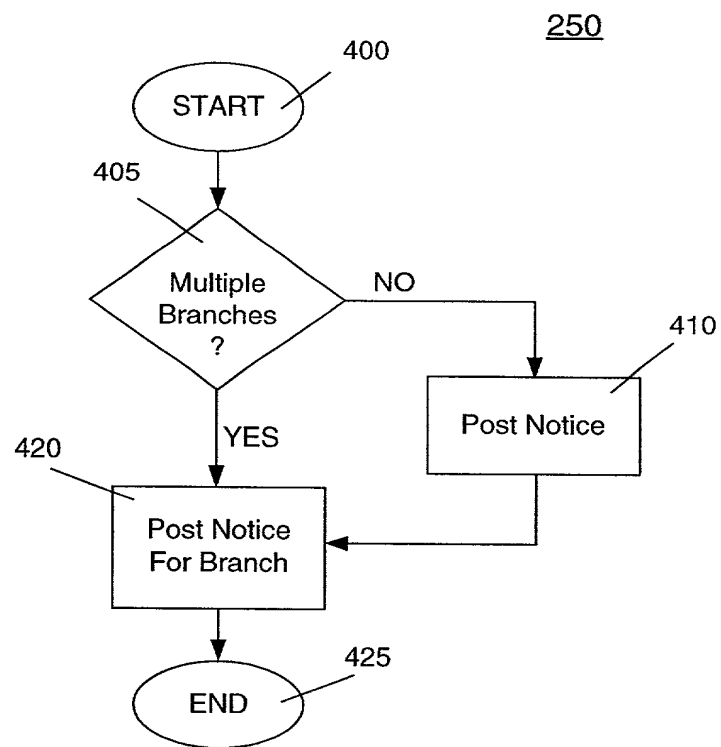 250
400
START
405
Multiple
Branches
?
NO
410
Post Notice
YES
420
Post Notice
For Branch
425
END